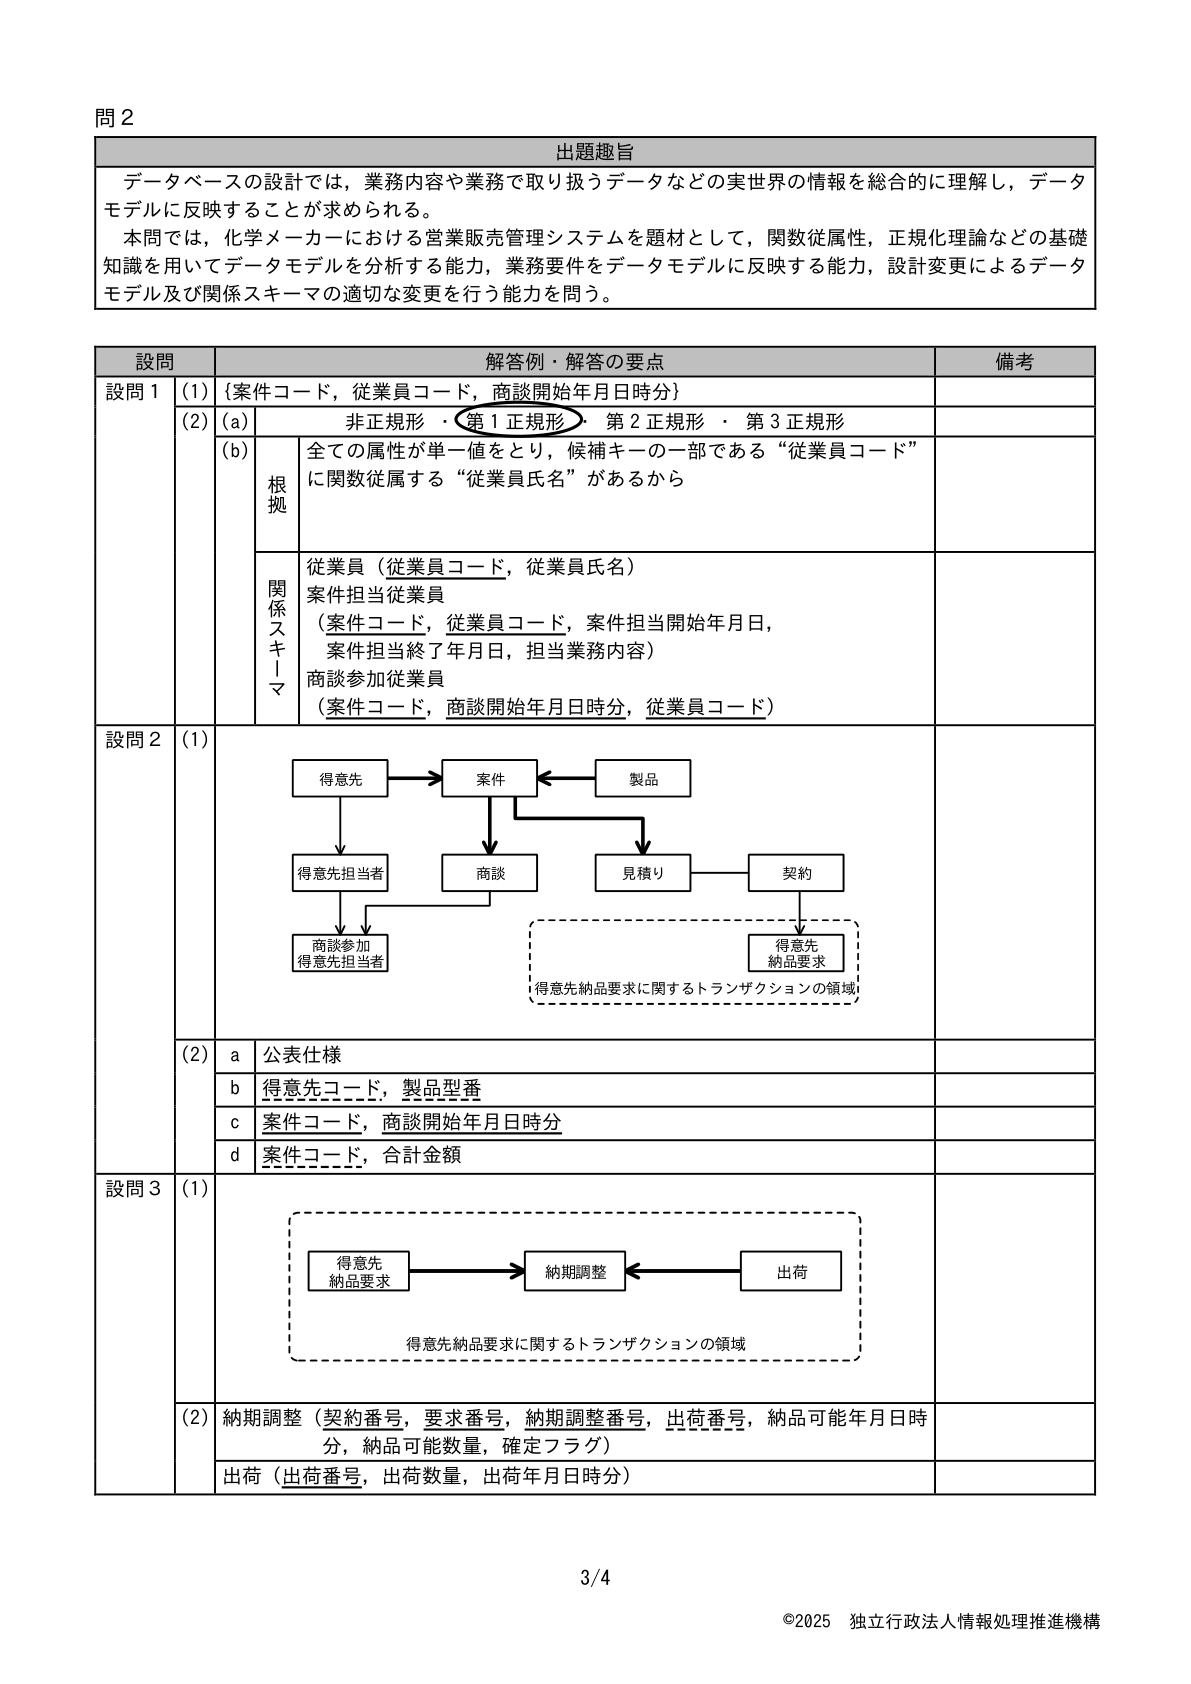 問２
出題趣旨
データベースの設計では，業務内容や業務で取り扱うデータなどの実世界の情報を総合的に理解し，データ
モデルに反映することが求められる。
本問では，化学メーカーにおける営業販売管理システムを題材として，関数従属性，正規化理論などの基礎
知識を用いてデータモデルを分析する能力，業務要件をデータモデルに反映する能力，設計変更によるデータ
モデル及び関係スキーマの適切な変更を行う能力を問う。
設問 解答例・解答の要点 備考
設問１ (1) {案件コード，従業員コード，商談開始年月日時分}
(2) (a) 非正規形 ・ 第１正規形 ・ 第２正規形 ・ 第３正規形
(b) 根拠 全ての属性が単一値をとり，候補キーの一部である“従業員コード”
に関数従属する“従業員氏名”があるから
関係スキーマ 従業員（従業員コード，従業員氏名）
案件担当従業員
（案件コード，従業員コード，案件担当開始年月日，
案件担当終了年月日，担当業務内容）
商談参加従業員
（案件コード，商談開始年月日時分，従業員コード）
設問２ (1)
得意先 案件 製品
得意先担当者 商談 見積り 契約
商談参加
得意先担当者
得意先
納品要求
得意先納品要求に関するトランザクションの領域
(2) a 公表仕様
b 得意先コード，製品型番
c 案件コード，商談開始年月日時分
d 案件コード，合計金額
設問３ (1)
得意先
納品要求
納期調整 出荷
得意先納品要求に関するトランザクションの領域
(2) 納期調整（契約番号，要求番号，納期調整番号，出荷番号，納品可能年月日時
分，納品可能数量，確定フラグ）
出荷（出荷番号，出荷数量，出荷年月日時分）
3/4
©2025 独立行政法人情報処理推進機構